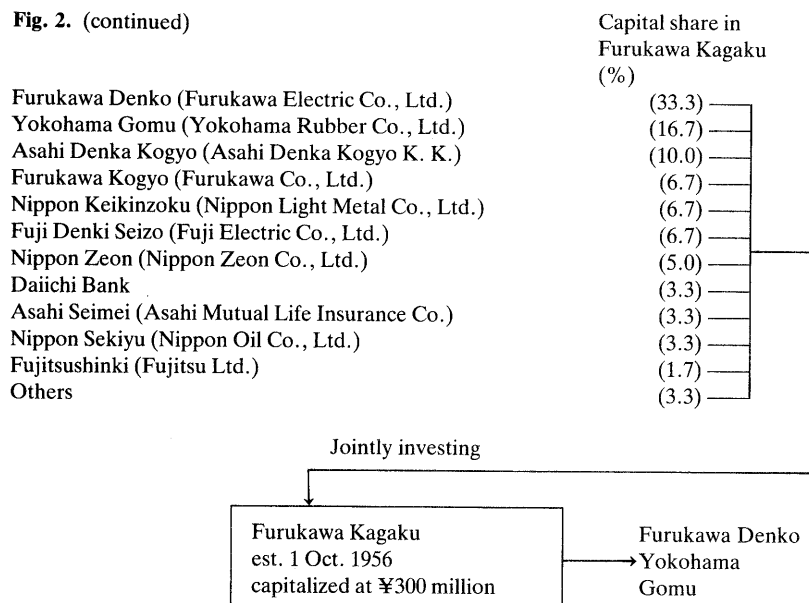 Fig. 2. (continued)
Capital share in
Furukawa Kagaku
(%)
Furukawa Denko (Furukawa Electric Co., Ltd.) (33.3)
Yokohama Gomu (Yokohama Rubber Co., Ltd.) (16.7)
Asahi Denka Kogyo (Asahi Denka Kogyo K. K.) (10.0)
Furukawa Kogyo (Furukawa Co., Ltd.) (6.7)
Nippon Keikinzoku (Nippon Light Metal Co., Ltd.) (6.7)
Fuji Denki Seizo (Fuji Electric Co., Ltd.) (6.7)
Nippon Zeon (Nippon Zeon Co., Ltd.) (5.0)
Daiichi Bank (3.3)
Asahi Seimei (Asahi Mutual Life Insurance Co.) (3.3)
Nippon Sekiyu (Nippon Oil Co., Ltd.) (3.3)
Fujitsushinki (Fujitsu Ltd.) (1.7)
Others (3.3)
Jointly investing
Furukawa Kagaku
est. 1 Oct. 1956
capitalized at ¥300 million
Furukawa Denko
Yokohama
Gomu